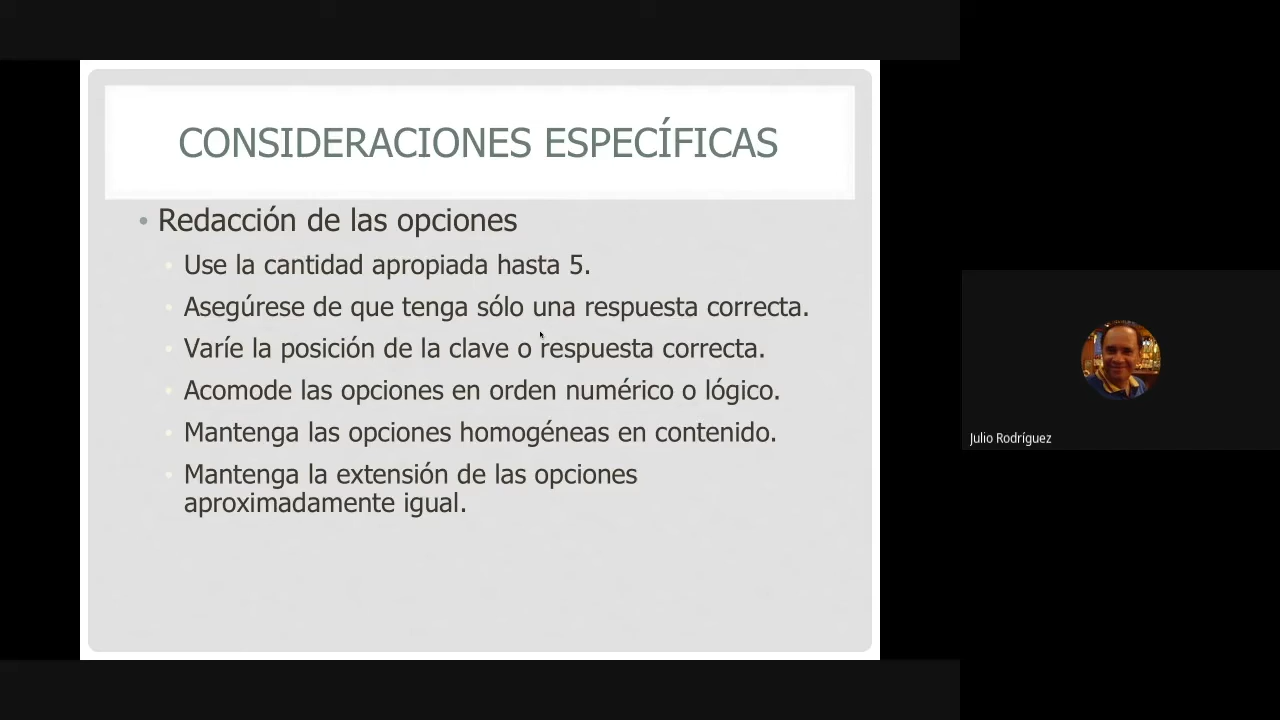 CONSIDERACIONES ESPECÍFICAS
• Redacción de las opciones
• Use la cantidad apropiada hasta 5.
• Asegúrese de que tenga sólo una respuesta correcta.
• Varíe la posición de la clave o respuesta correcta.
• Acomode las opciones en orden numérico o lógico.
• Mantenga las opciones homogéneas en contenido.
• Mantenga la extensión de las opciones
aproximadamente igual.
Julio Rodríguez